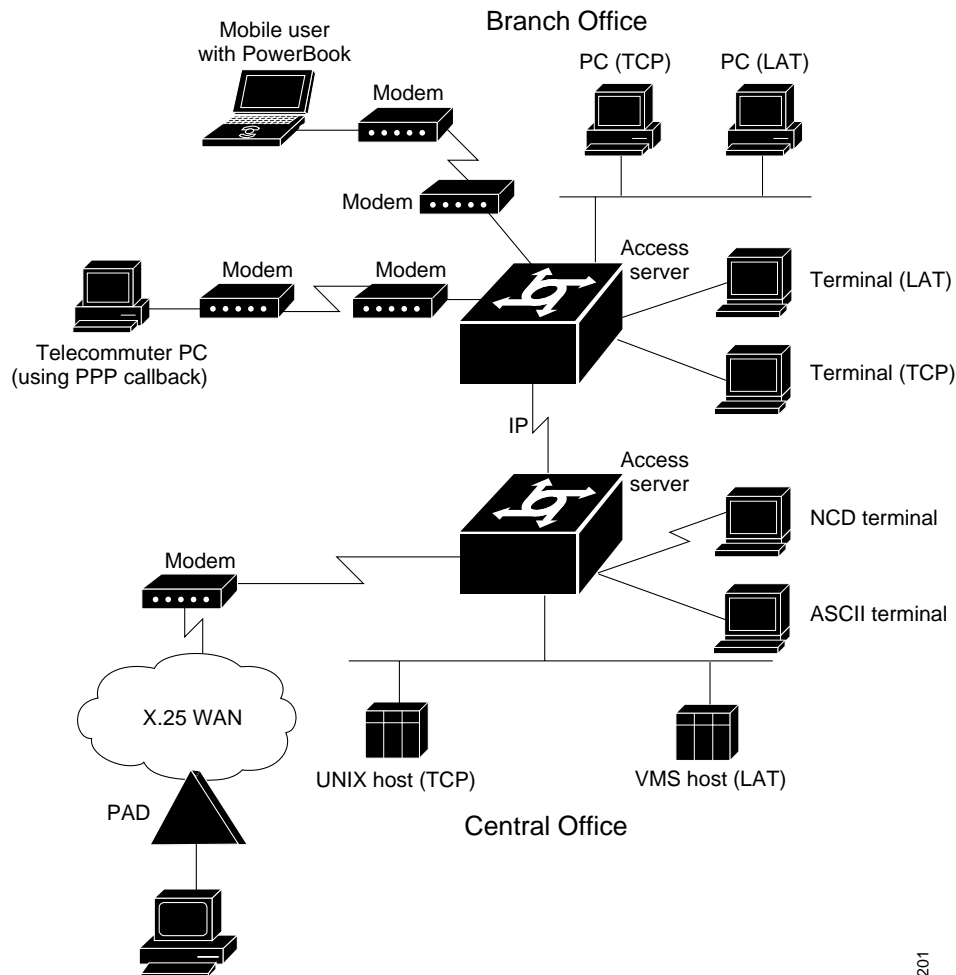 Branch Office
Mobile user
with PowerBook
PC (TCP)
PC (LAT)
Modem
Modem
Access
server
Terminal (LAT)
Modem
Modem
Telecommuter PC
(using PPP callback)
Terminal (TCP)
IP
Access
server
NCD terminal
Modem
ASCII terminal
X.25 WAN
UNIX host (TCP)
VMS host (LAT)
PAD
Central Office
201